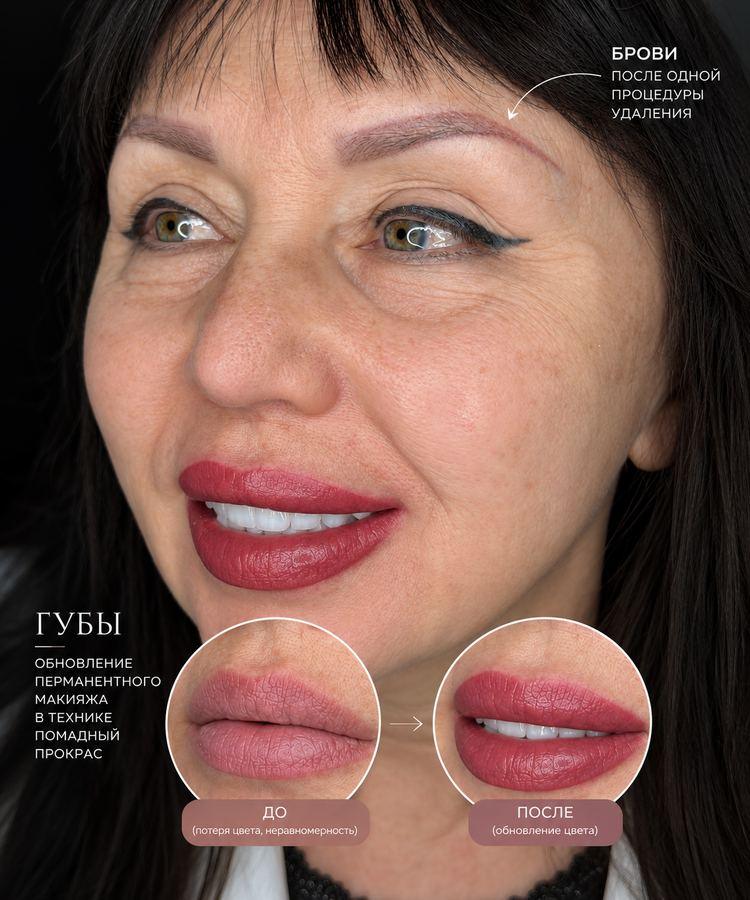 БРОВИ
ПОСЛЕ ОДНОЙ
ПРОЦЕДУРЫ
УДАЛЕНИЯ
ГУБЫ
ОБНОВЛЕНИЕ
ПЕРМАНЕНТНОГО
МАКИЯЖА
В ТЕХНИКЕ
ПОМАДНЫЙ
ПРОКРАС
ДО
(потеря цвета, неравномерность)
ПОСЛЕ
(обновление цвета)